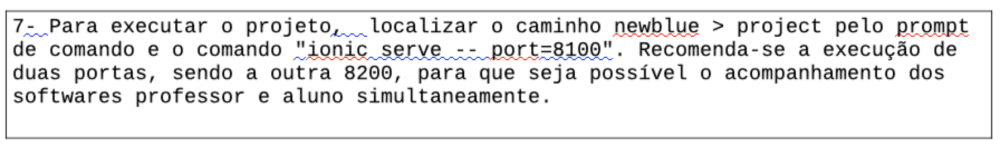 7- Para executar o projeto,  localizar o caminho newblue > project pelo prompt
de comando e o comando "ionic serve -- port=8100". Recomenda-se a execução de
duas portas, sendo a outra 8200, para que seja possível o acompanhamento dos
softwares professor e aluno simultaneamente.